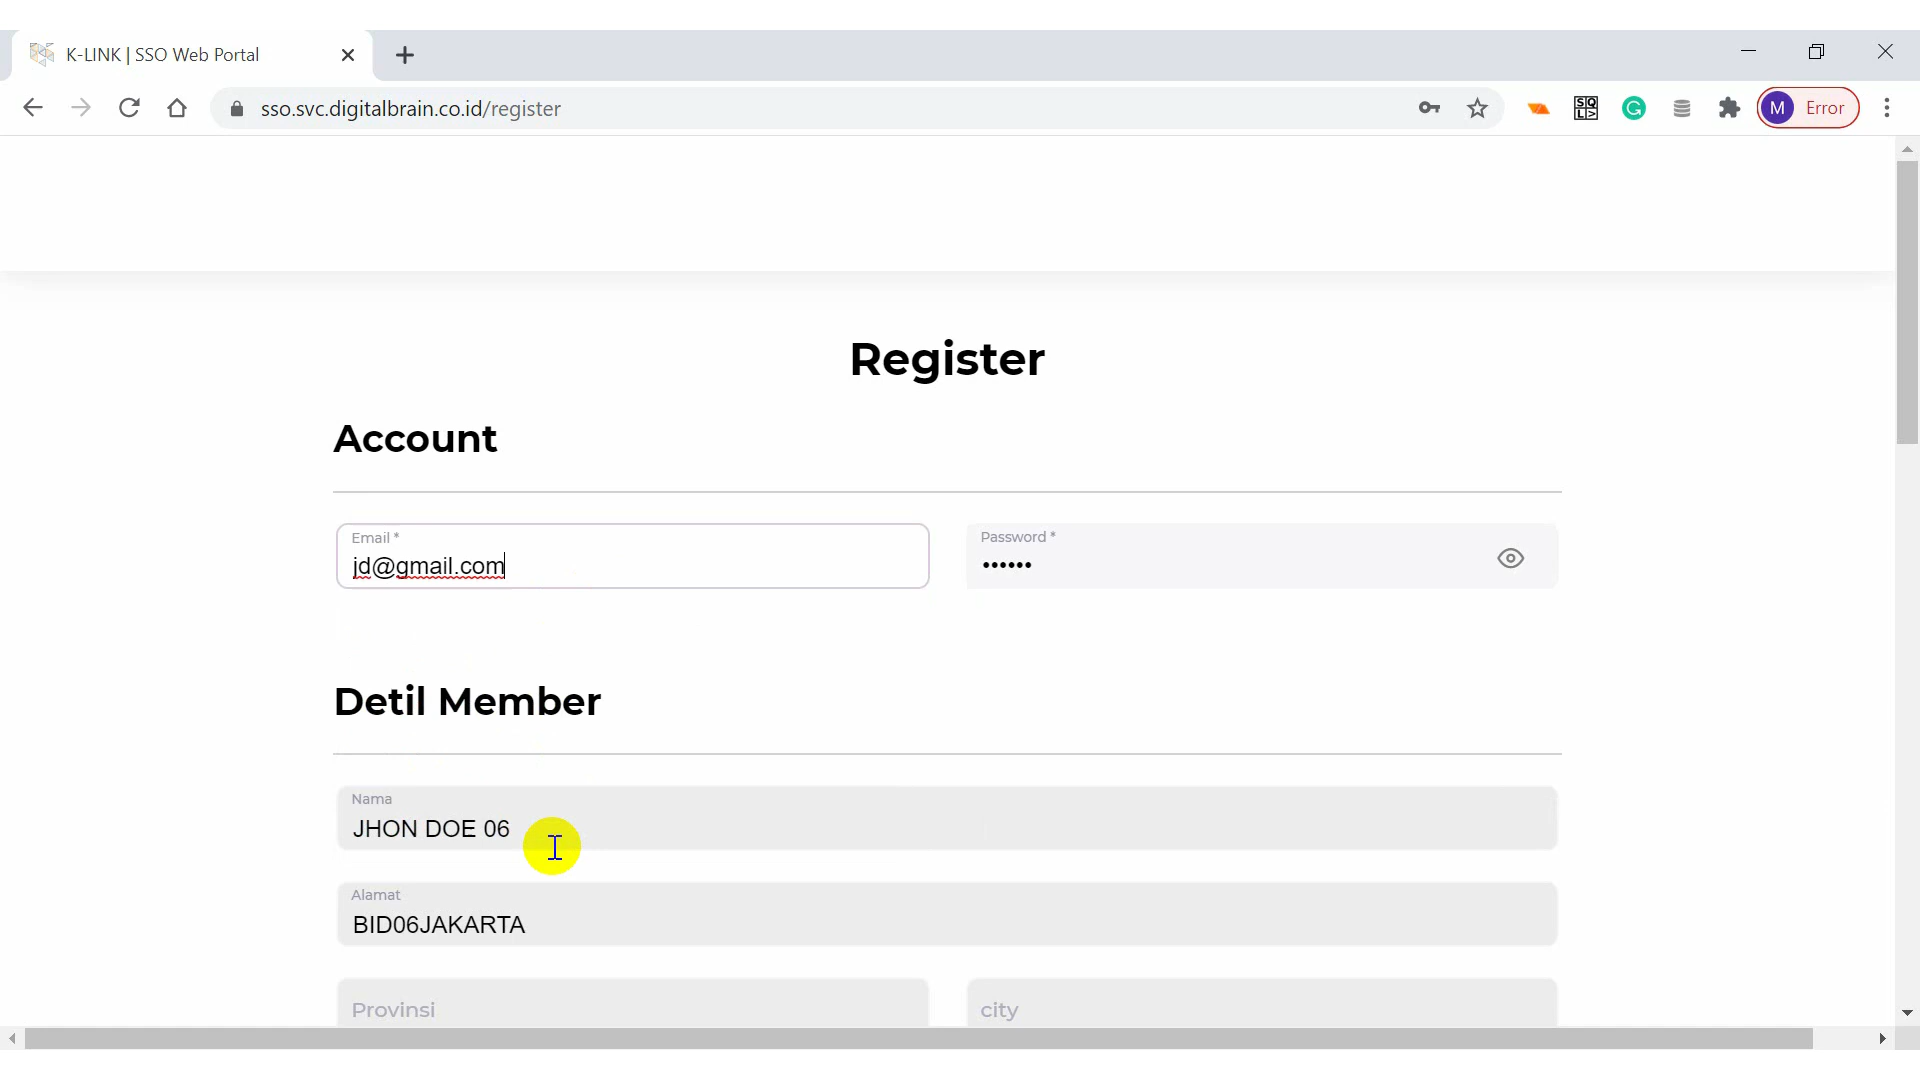 K-LINK | SSO Web Portal
sso.svc.digitalbrain.co.id/register
SQL>
G
M Error
Register
Account
Email *
jd@gmail.com
Password *
••••••
Detil Member
Nama
JHON DOE 06
Alamat
BID06JAKARTA
Provinsi
city